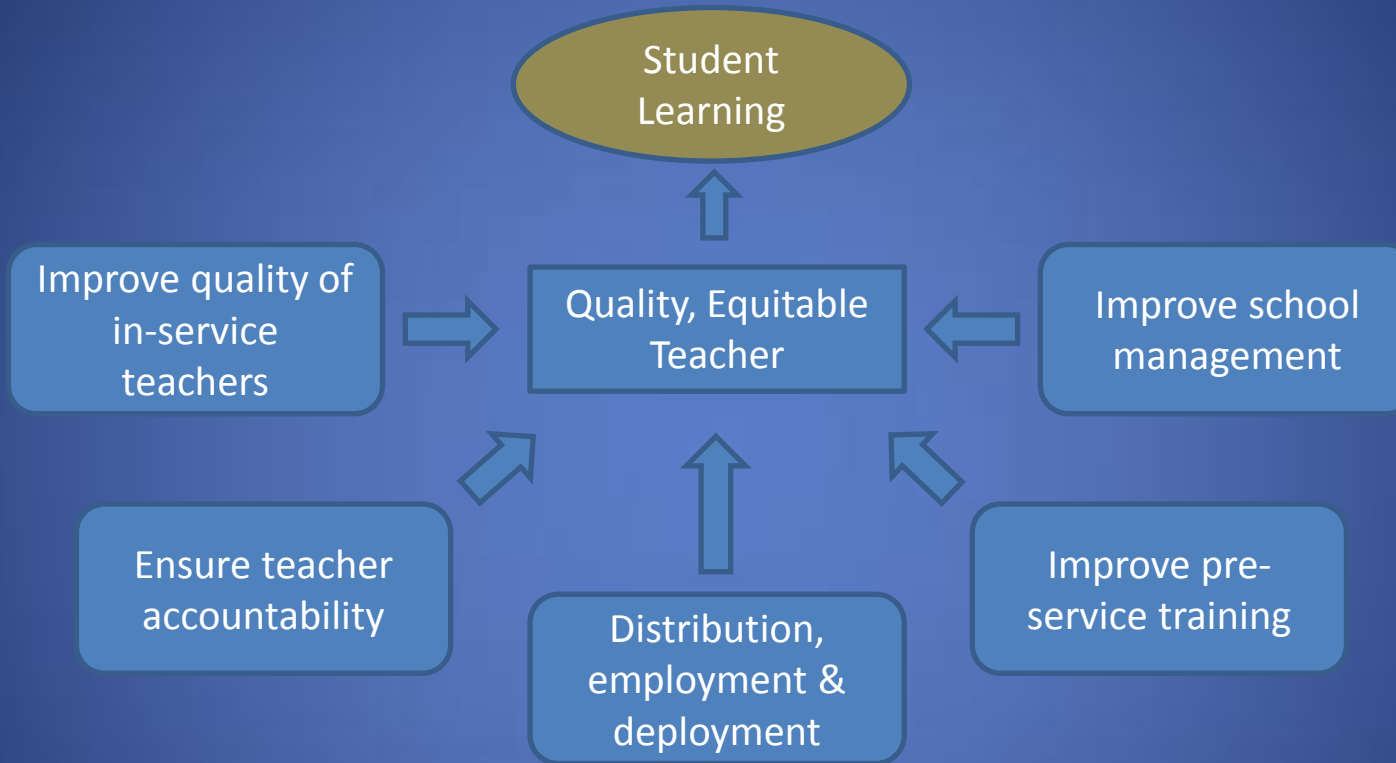 Student
Learning
Improve quality of
in-service
teachers
Quality, Equitable
Teacher
Improve school
management
Ensure teacher
accountability
Distribution,
employment &
deployment
Improve pre-
service training